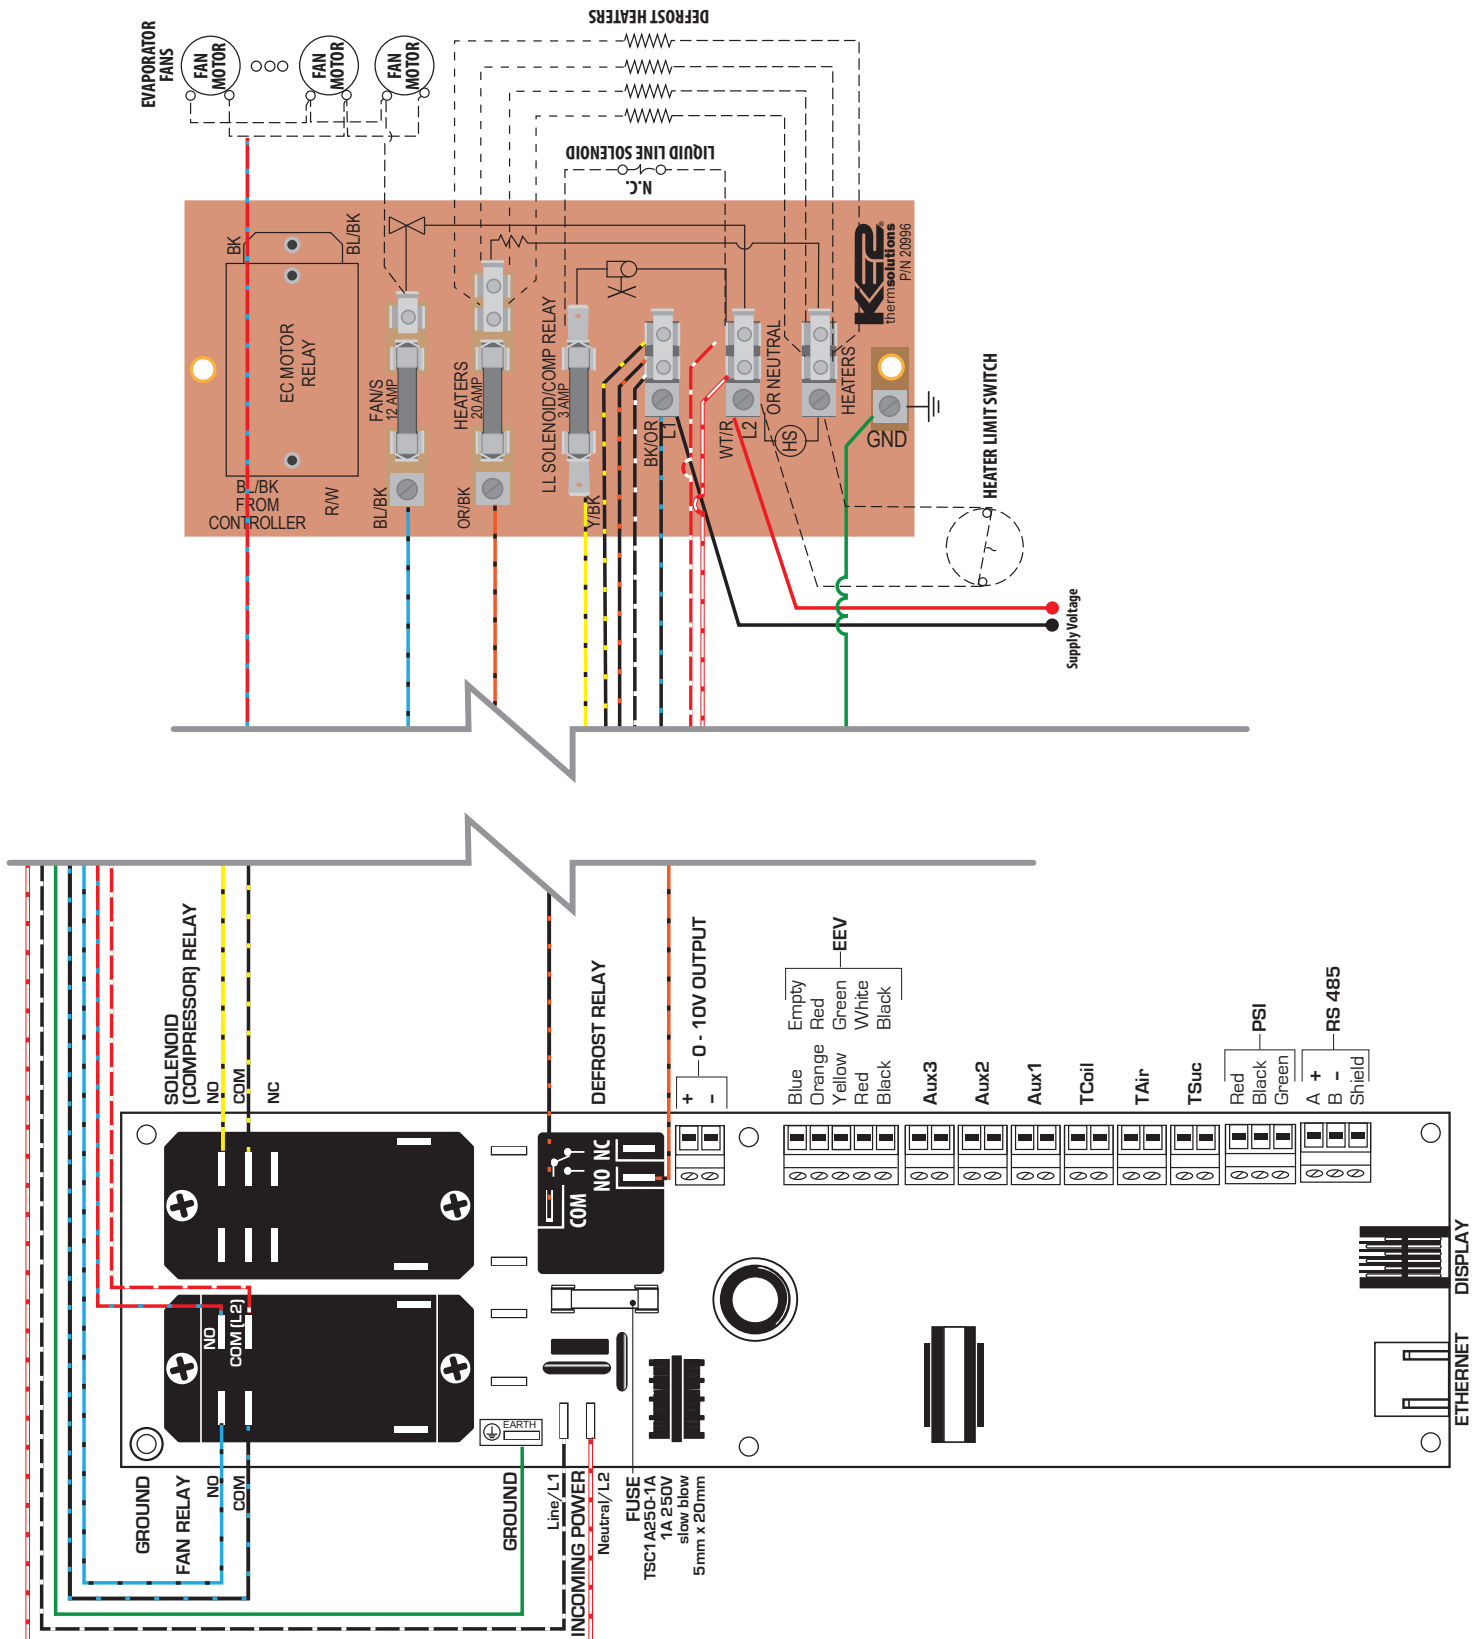 DEFROST HEATERS
EVAPORATOR
FANS
FAN
MOTOR
FAN
MOTOR
FAN
MOTOR
LIQUID LINE SOLENOID
N.C.
BK
BL/BK
EC MOTOR
RELAY
BL/BK
FROM
CONTROLLER
R/W
FAN/S
12 AMP
BL/BK
HEATERS
20 AMP
OR/BK
LL SOLENOID/COMP RELAY
3 AMP
Y/BK
BK/OR
L1
WT/R
L2
OR NEUTRAL
HS
HEATERS
KE2
thermsolutions
®
P/N 20996
GND
HEATER LIMIT SWITCH
Supply Voltage
SOLENOID
(COMPRESSOR) RELAY
NO
COM
NC
DEFROST RELAY
COM
NO NC
0 - 10V OUTPUT
+
-
EEV
Blue Empty
Orange Red
Yellow Green
Red White
Black Black
Aux3
Aux2
Aux1
TCoil
TAir
TSuc
PSI
Red
Black
Green
RS 485
A +
B -
Shield
NO
COM (L2)
EARTH
GROUND
FAN RELAY
NO
COM
GROUND
Line/L1
INCOMING POWER
Neutral/L2
FUSE
TSC1A250-1A
1A 250V
slow blow
5mm x 20mm
DISPLAY
ETHERNET